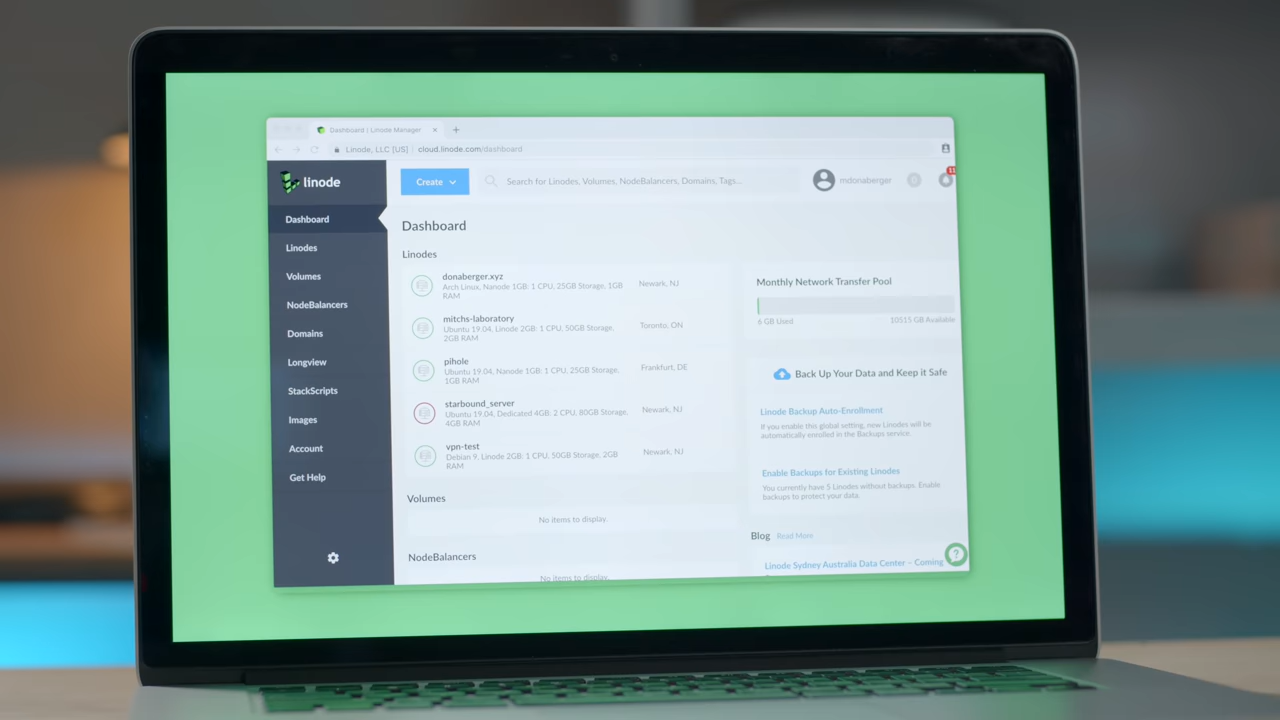 Dashboard | Linode Manager
Linode, LLC [US] | cloud.linode.com/dashboard
linode
Create
Search for Linodes, Volumes, NodeBalancers, Domains, Tags...
mdonaberger
0
11
Dashboard
Linodes
Volumes
NodeBalancers
Domains
Longview
StackScripts
Images
Account
Get Help
Dashboard
Linodes
donaberger.xyz
Arch Linux, Nanode 1GB: 1 CPU, 25GB Storage, 1GB
RAM
Newark, NJ
mitchs-laboratory
Ubuntu 19.04, Linode 2GB: 1 CPU, 50GB Storage,
2GB RAM
Toronto, ON
pihole
Ubuntu 19.04, Nanode 1GB: 1 CPU, 25GB Storage,
1GB RAM
Frankfurt, DE
starbound_server
Ubuntu 19.04, Dedicated 4GB: 2 CPU, 80GB Storage,
4GB RAM
Newark, NJ
vpn-test
Debian 9, Linode 2GB: 1 CPU, 50GB Storage, 2GB
RAM
Newark, NJ
Volumes
No items to display.
NodeBalancers
No items to display.
Monthly Network Transfer Pool
6 GB Used
10515 GB Available
Back Up Your Data and Keep it Safe
Linode Backup Auto-Enrollment
If you enable this global setting, new Linodes will be
automatically enrolled in the Backups service.
Enable Backups for Existing Linodes
You currently have 5 Linodes without backups. Enable
backups to protect your data.
Blog Read More
Linode Sydney Australia Data Center – Coming
?